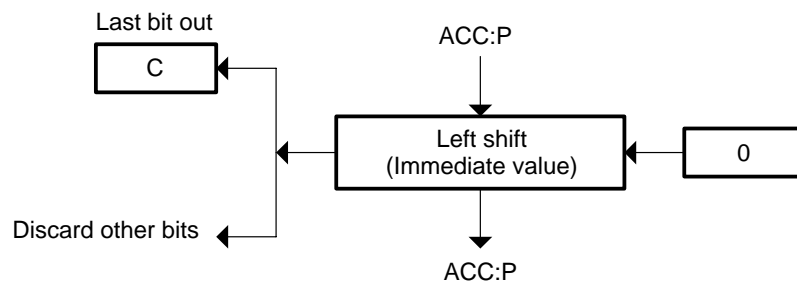 Last bit out
C
ACC:P
Left shift
(Immediate value)
0
Discard other bits
ACC:P